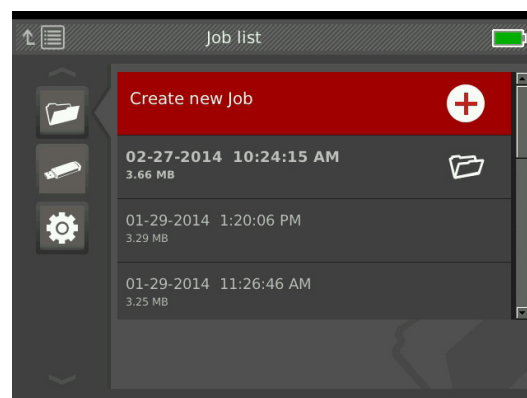 Job list
Create new Job
02-27-2014 10:24:15 AM
3.66 MB
01-29-2014 1:20:06 PM
3.29 MB
01-29-2014 11:26:46 AM
3.25 MB